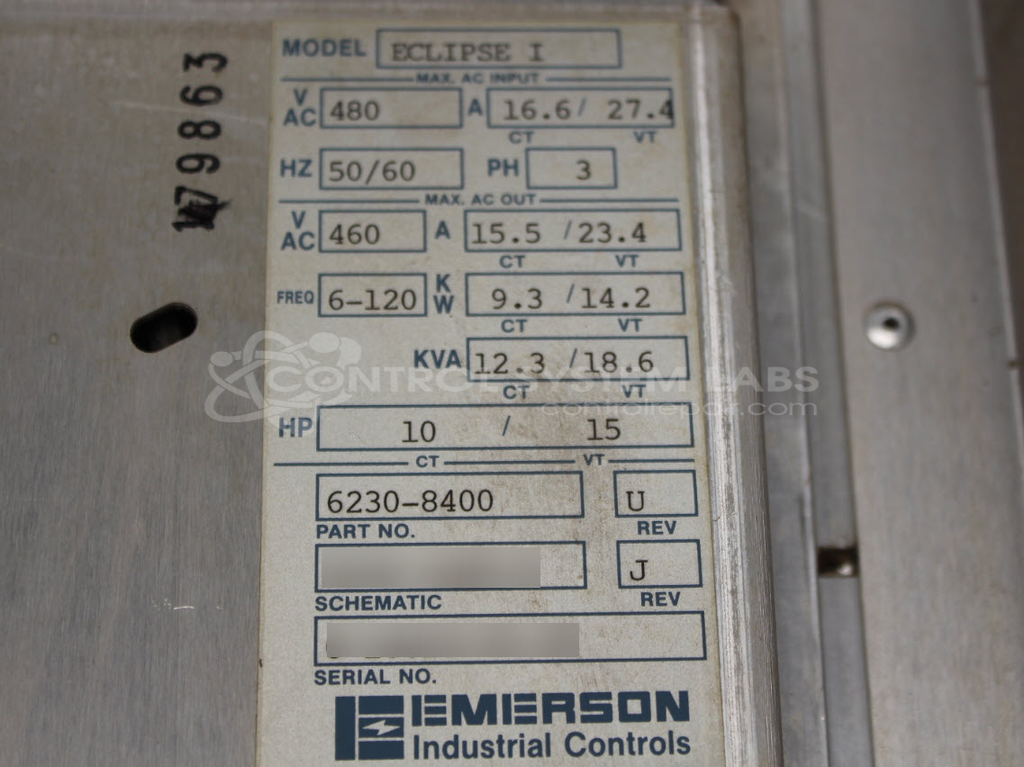 MODEL ECLIPSE I
MAX. AC INPUT
V AC 480 A 16.6 / 27.4
CT VT
HZ 50/60 PH 3
MAX. AC OUT
V AC 460 A 15.5 / 23.4
CT VT
FREQ 6-120 KW 9.3 / 14.2
CT VT
KVA 12.3 / 18.6
CT VT
CONTROL SYSTEM LABS
controlrepair.com
HP 10 / 15
CT VT
6230-8400 U
PART NO. REV
J
SCHEMATIC REV
SERIAL NO.
EMERSON
Industrial Controls
79863